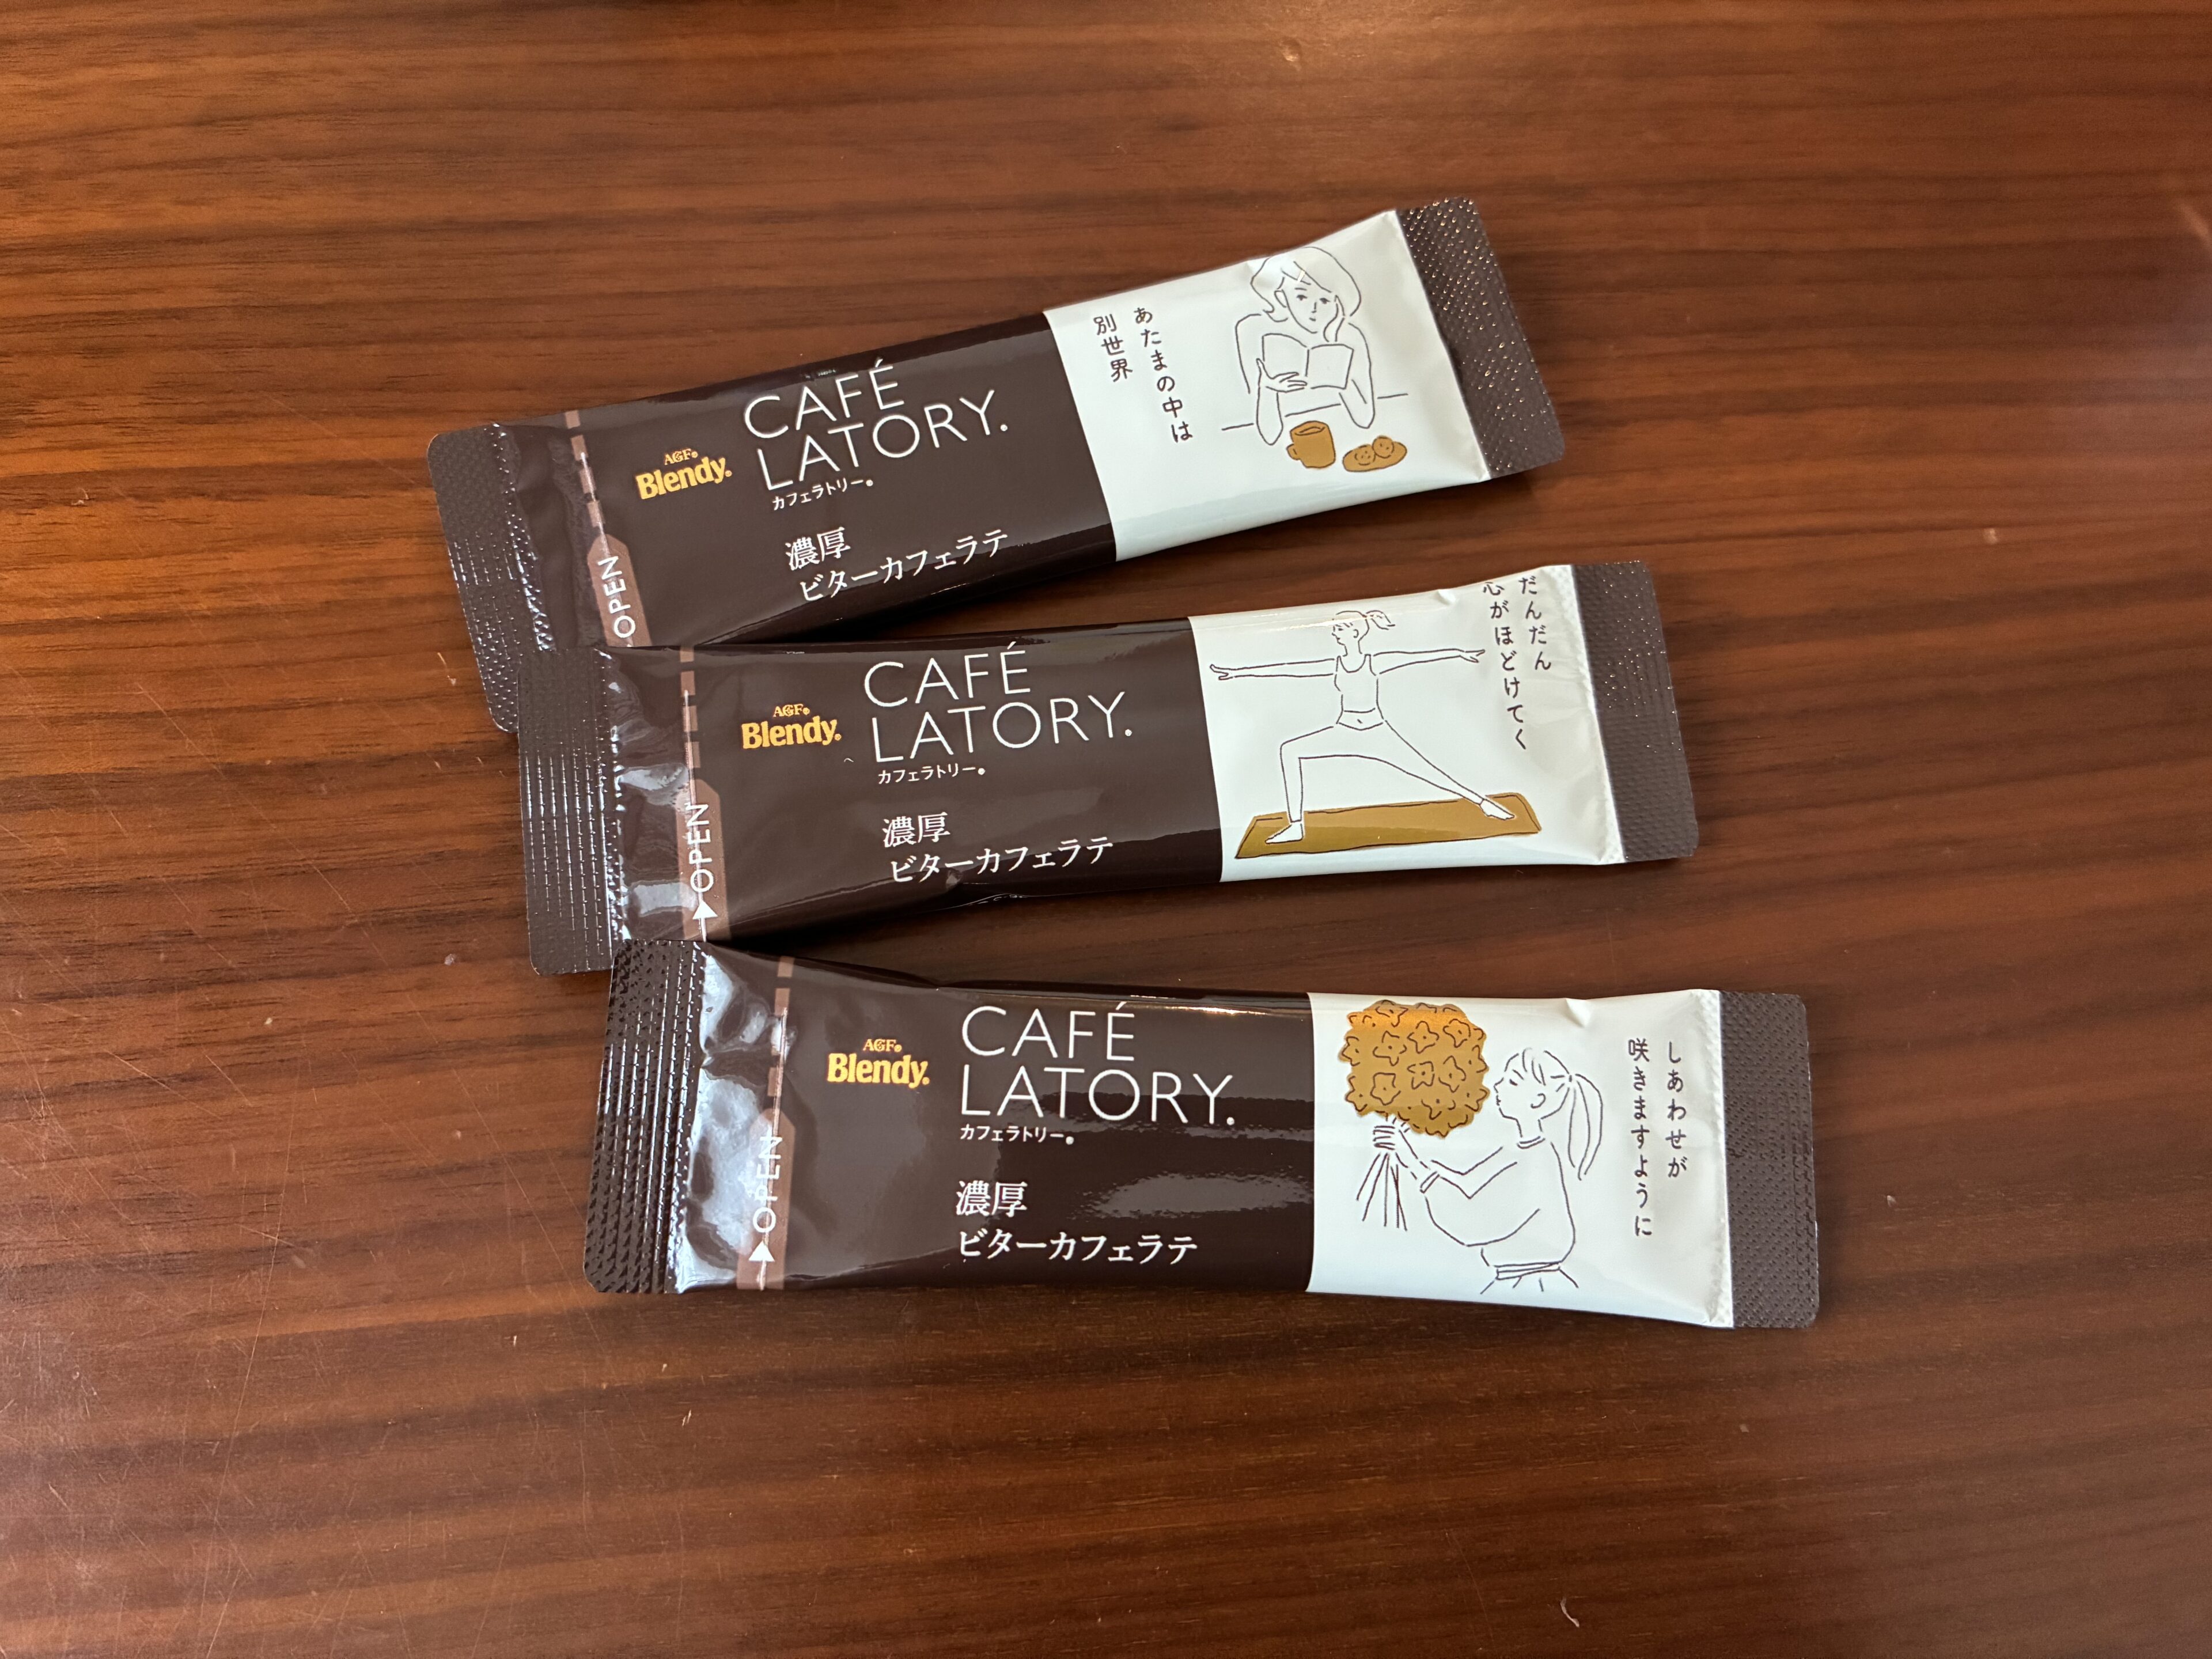 AGF®
Blendy®
CAFÉ
LATORY.
カフェラトリー®
濃厚
ビターカフェラテ
OPEN
あたまの中は
別世界
AGF®
Blendy®
CAFÉ
LATORY.
カフェラトリー®
濃厚
ビターカフェラテ
OPEN
だんだん
心がほどけてく
AGF®
Blendy®
CAFÉ
LATORY.
カフェラトリー®
濃厚
ビターカフェラテ
OPEN
しあわせが
咲きますように